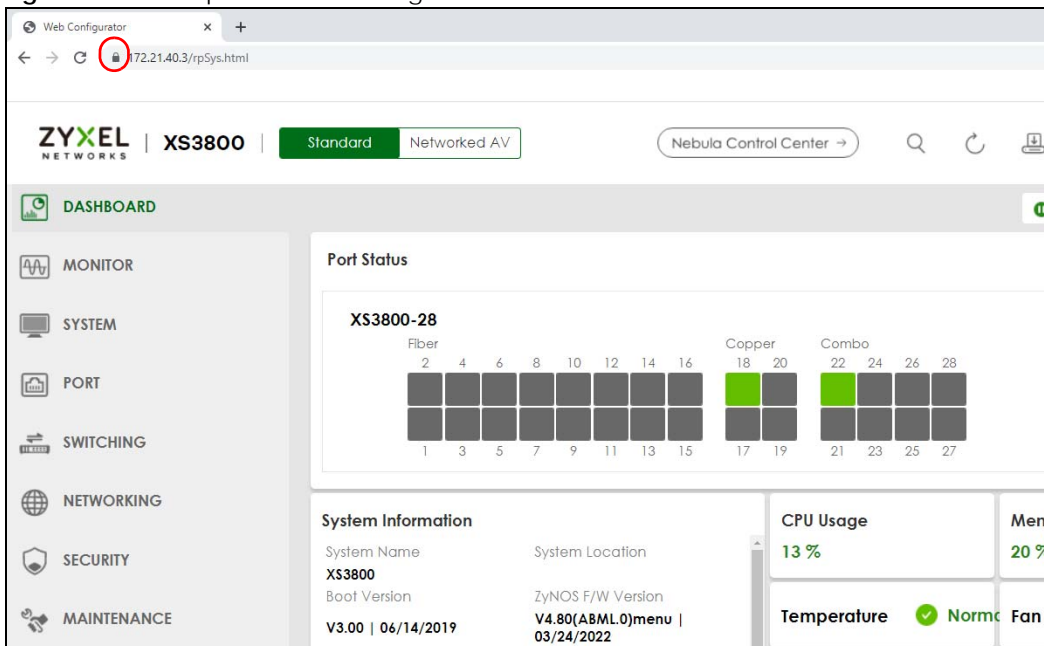 Web Configurator × +
172.21.40.3/rpSys.html
ZYXEL NETWORKS | XS3800 | Standard Networked AV Nebula Control Center →
DASHBOARD
MONITOR
SYSTEM
PORT
SWITCHING
NETWORKING
SECURITY
MAINTENANCE
Port Status
XS3800-28
Fiber Copper Combo
2 4 6 8 10 12 14 16 18 20 22 24 26 28
1 3 5 7 9 11 13 15 17 19 21 23 25 27
System Information
System Name System Location
XS3800
Boot Version ZyNOS F/W Version
V3.00 | 06/14/2019 V4.80(ABML.0)menu |
03/24/2022
CPU Usage
13 %
Temperature
20
Fan